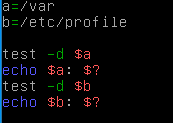 a=/var
b=/etc/profile
test -d $a
echo $a: $?
test -d $b
echo $b: $?